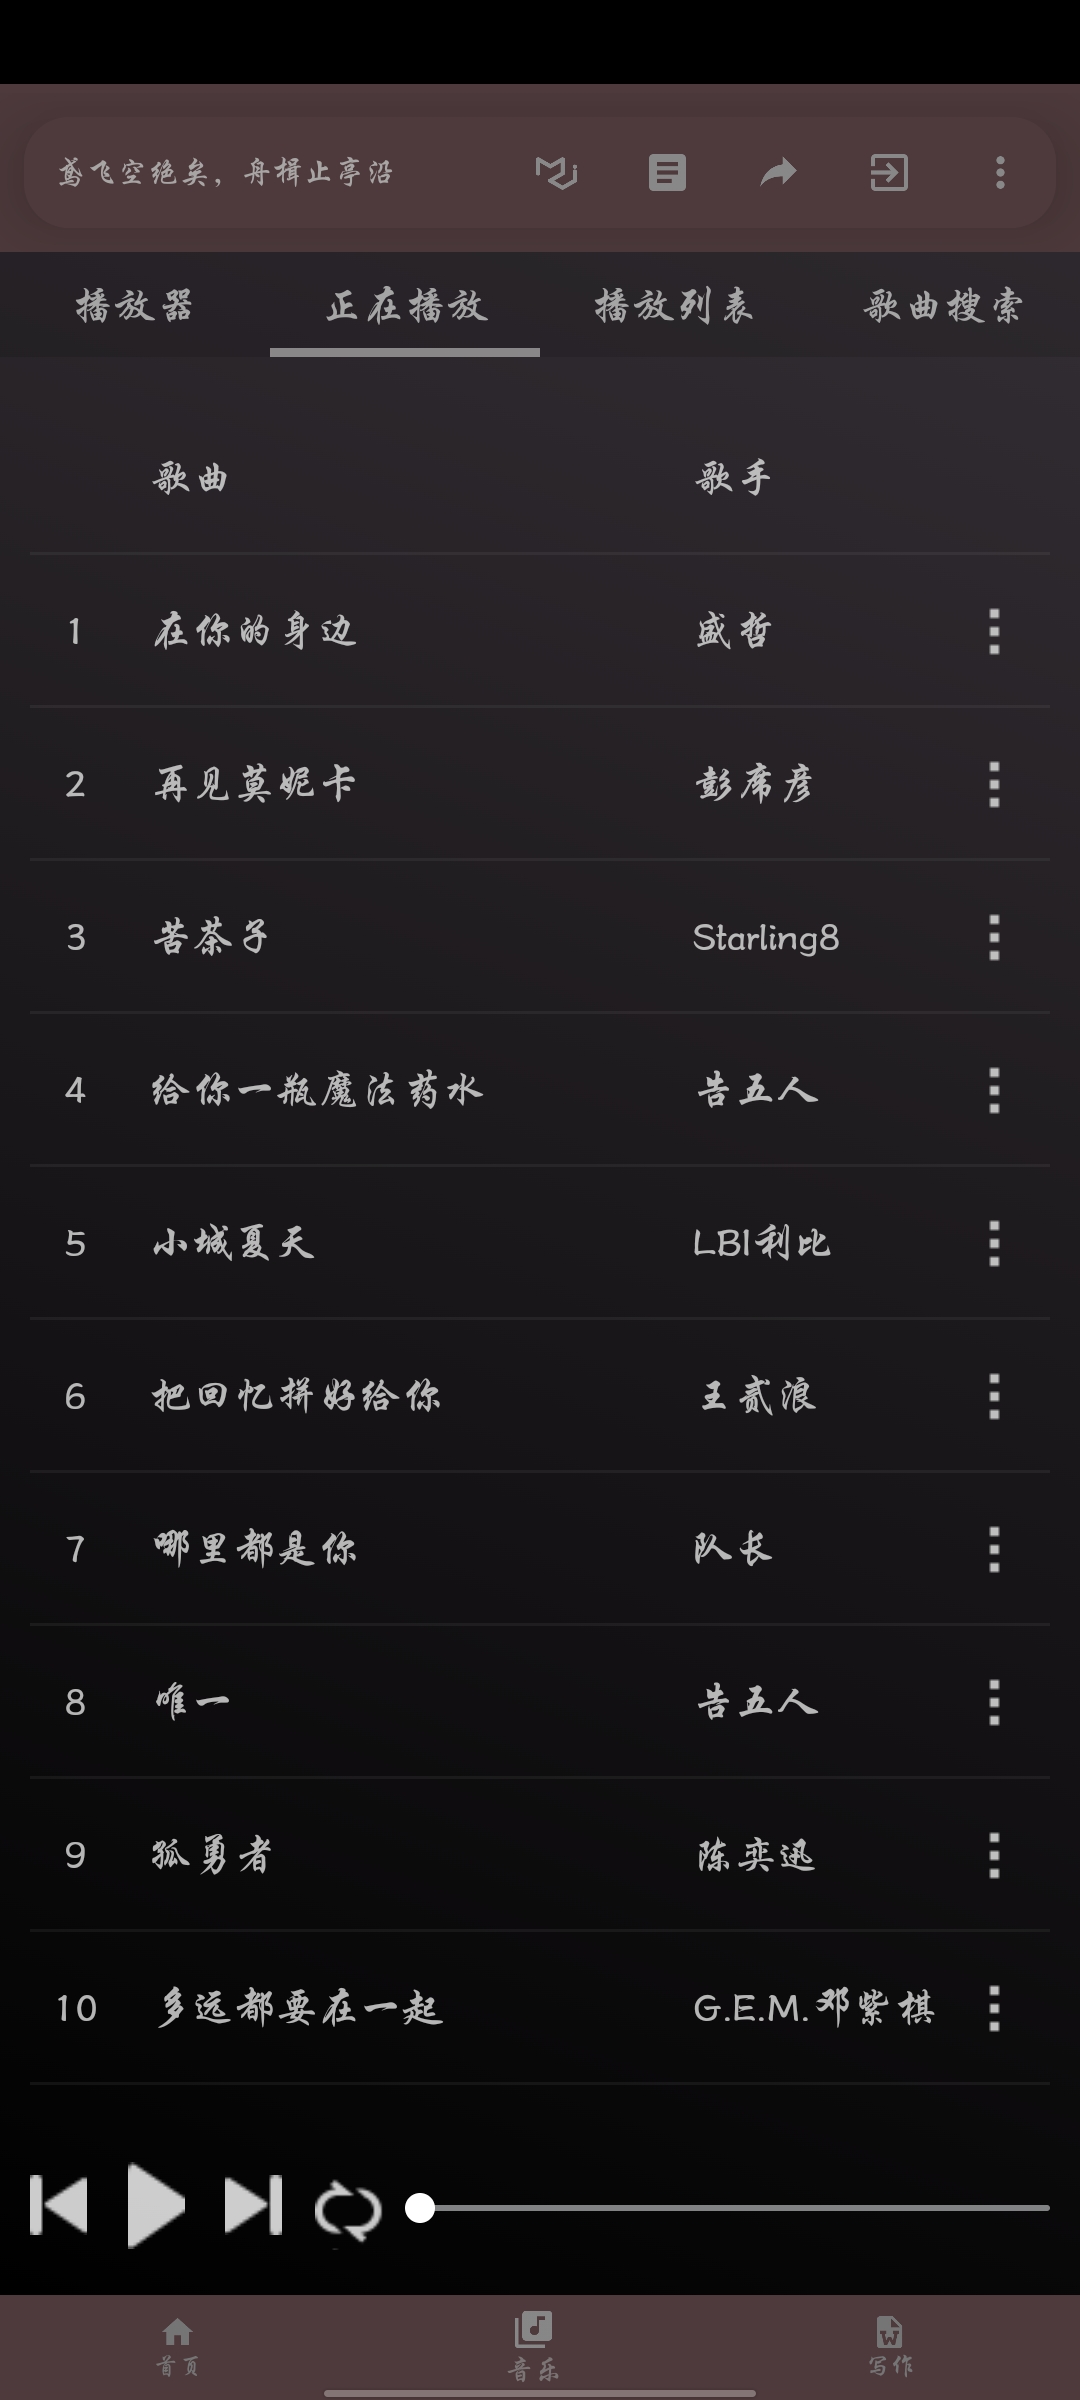 鸢飞空绝矣，舟楫止亭沿
播放器 正在播放 播放列表 歌曲搜索
歌曲 歌手
1 在你的身边 盛哲
2 再见莫妮卡 彭席彦
3 苦茶子 Starling8
4 给你一瓶魔法药水 告五人
5 小城夏天 LBI利比
6 把回忆拼好给你 王贰浪
7 哪里都是你 队长
8 唯一 告五人
9 孤勇者 陈奕迅
10 多远都要在一起 G.E.M.邓紫棋
首页 音乐 写作